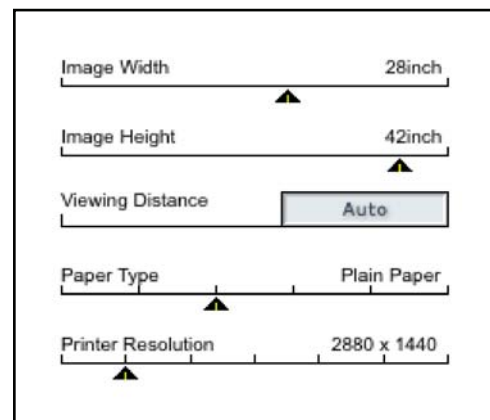 Image Width 28inch
Image Height 42inch
Viewing Distance Auto
Paper Type Plain Paper
Printer Resolution 2880 x 1440